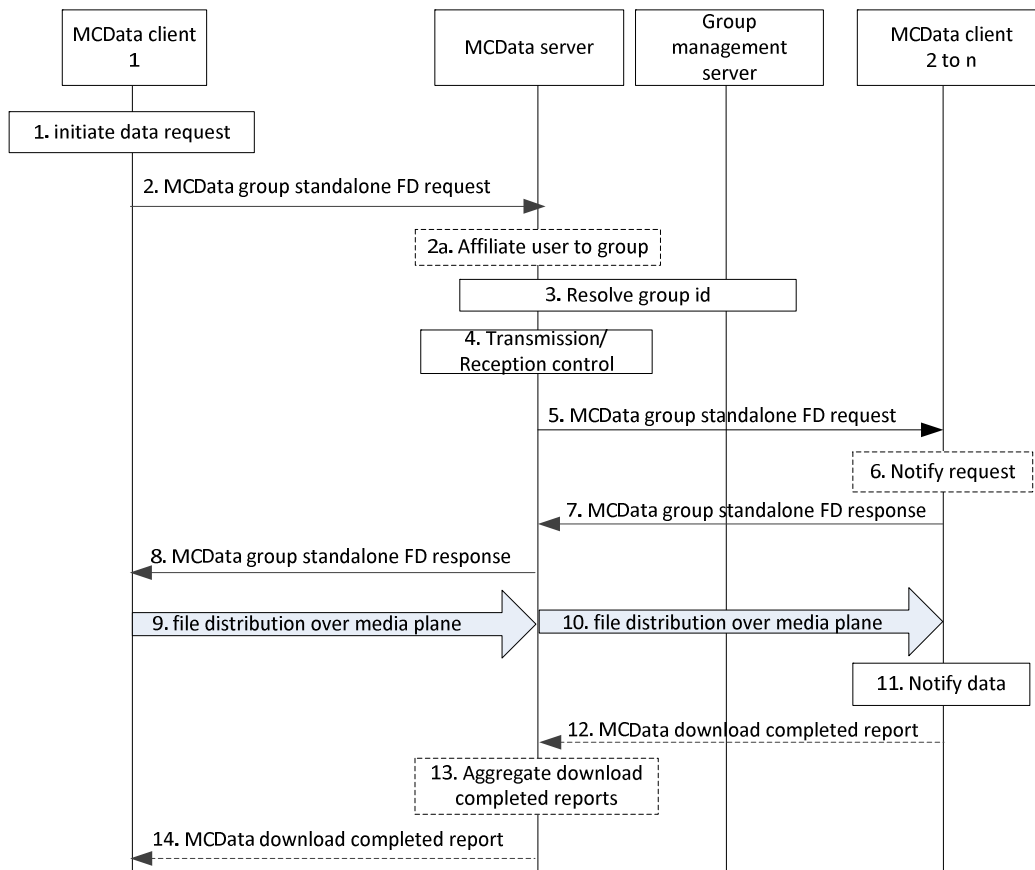 MCData client
1
MCData server
Group
management
server
MCData client
2 to n
1. initiate data request
2. MCData group standalone FD request
2a. Affiliate user to group
3. Resolve group id
4. Transmission/
Reception control
5. MCData group standalone FD request
6. Notify request
7. MCData group standalone FD response
8. MCData group standalone FD response
9. file distribution over media plane
10. file distribution over media plane
11. Notify data
12. MCData download completed report
13. Aggregate download
completed reports
14. MCData download completed report